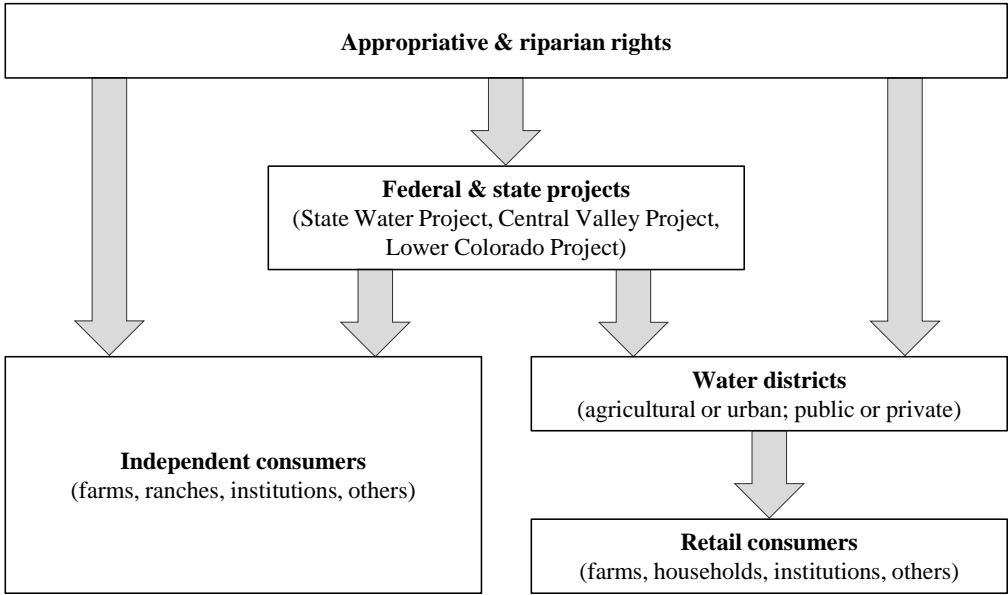 Appropriative & riparian rights
Federal & state projects
(State Water Project, Central Valley Project,
Lower Colorado Project)
Water districts
(agricultural or urban; public or private)
Independent consumers
(farms, ranches, institutions, others)
Retail consumers
(farms, households, institutions, others)